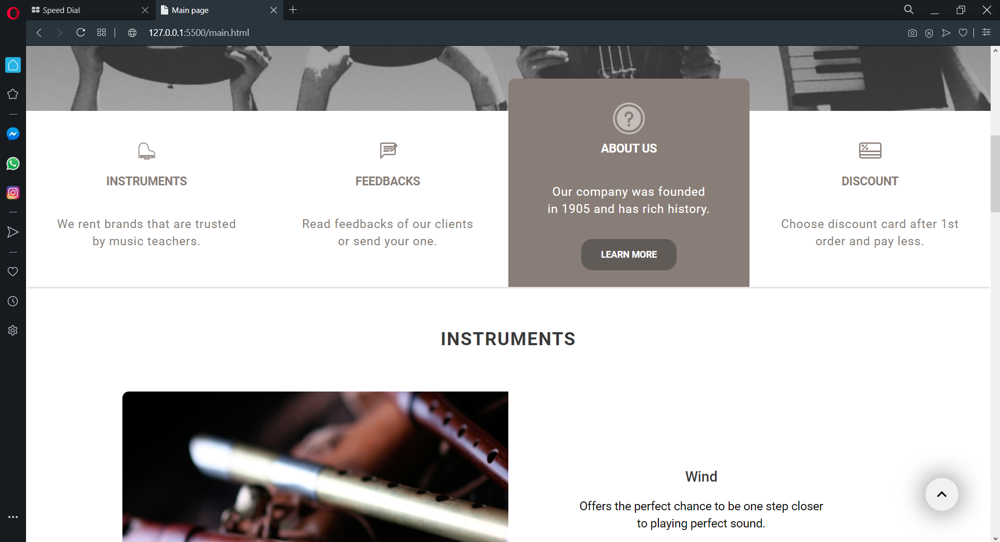 Speed Dial
Main page
127.0.0.1:5500/main.html
?
ABOUT US
Our company was founded
in 1905 and has rich history.
LEARN MORE
INSTRUMENTS
We rent brands that are trusted
by music teachers.
FEEDBACKS
Read feedbacks of our clients
or send your one.
%
DISCOUNT
Choose discount card after 1st
order and pay less.
INSTRUMENTS
Wind
Offers the perfect chance to be one step closer
to playing perfect sound.